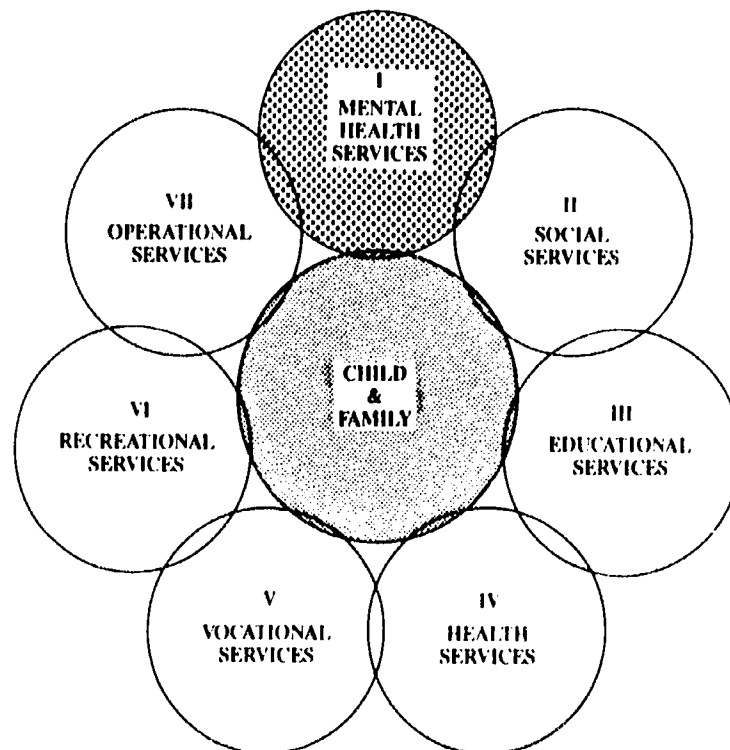 I
MENTAL
HEALTH
SERVICES
II
SOCIAL
SERVICES
III
EDUCATIONAL
SERVICES
IV
HEALTH
SERVICES
V
VOCATIONAL
SERVICES
VI
RECREATIONAL
SERVICES
VII
OPERATIONAL
SERVICES
CHILD
&
FAMILY